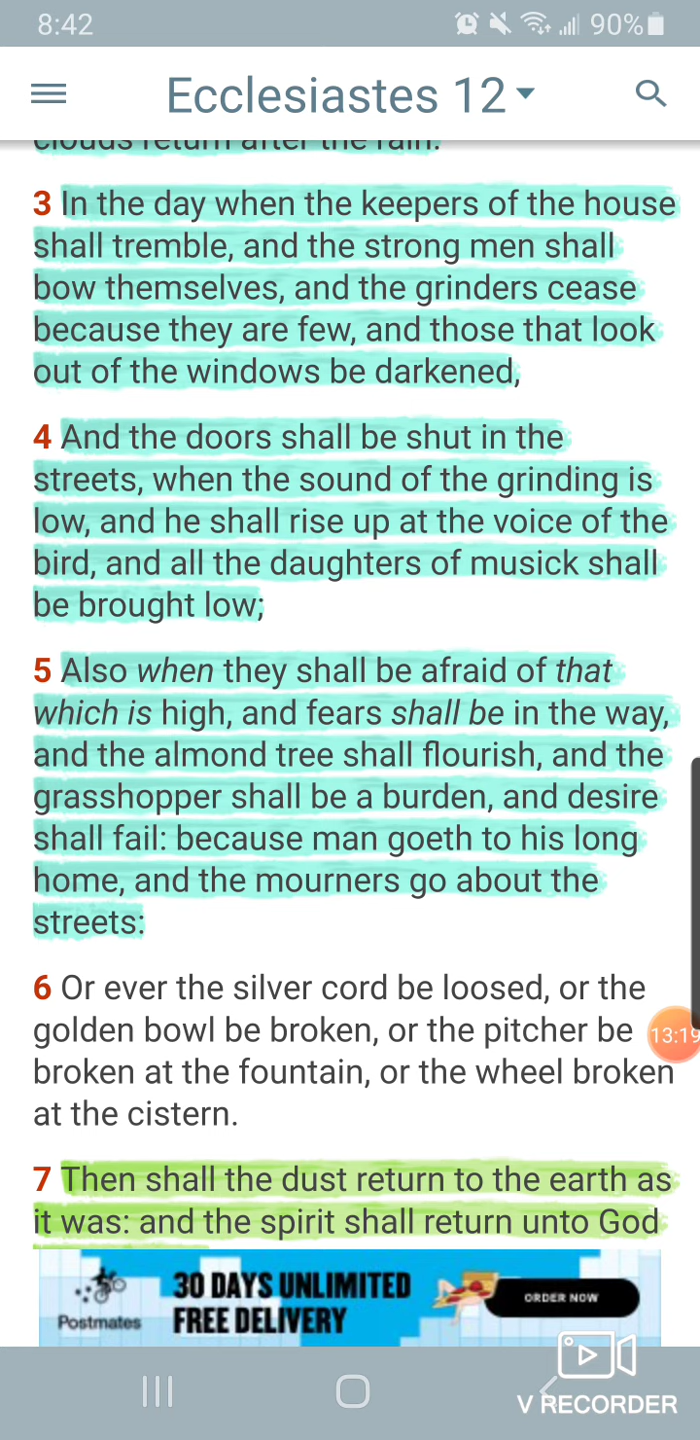 8:42 90%
Ecclesiastes 12
clouds return after the rain:
3 In the day when the keepers of the house
shall tremble, and the strong men shall
bow themselves, and the grinders cease
because they are few, and those that look
out of the windows be darkened,
4 And the doors shall be shut in the
streets, when the sound of the grinding is
low, and he shall rise up at the voice of the
bird, and all the daughters of musick shall
be brought low;
5 Also when they shall be afraid of that
which is high, and fears shall be in the way,
and the almond tree shall flourish, and the
grasshopper shall be a burden, and desire
shall fail: because man goeth to his long
home, and the mourners go about the
streets:
6 Or ever the silver cord be loosed, or the
golden bowl be broken, or the pitcher be
13:19
broken at the fountain, or the wheel broken
at the cistern.
7 Then shall the dust return to the earth as
it was: and the spirit shall return unto God
Postmates
30 DAYS UNLIMITED
FREE DELIVERY
ORDER NOW
V RECORDER